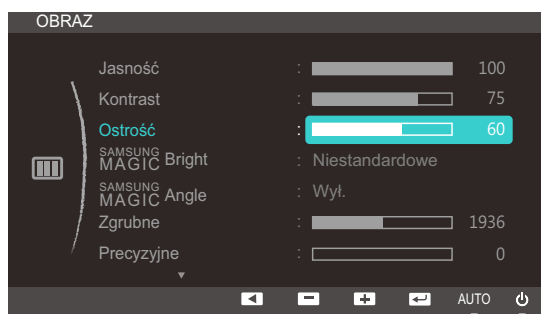 OBRAZ
Jasność : 100
Kontrast : 75
Ostrość : 60
SAMSUNG MAGIC Bright : Niestandardowe
SAMSUNG MAGIC Angle : Wył.
Zgrubne : 1936
Precyzyjne : 0
AUTO